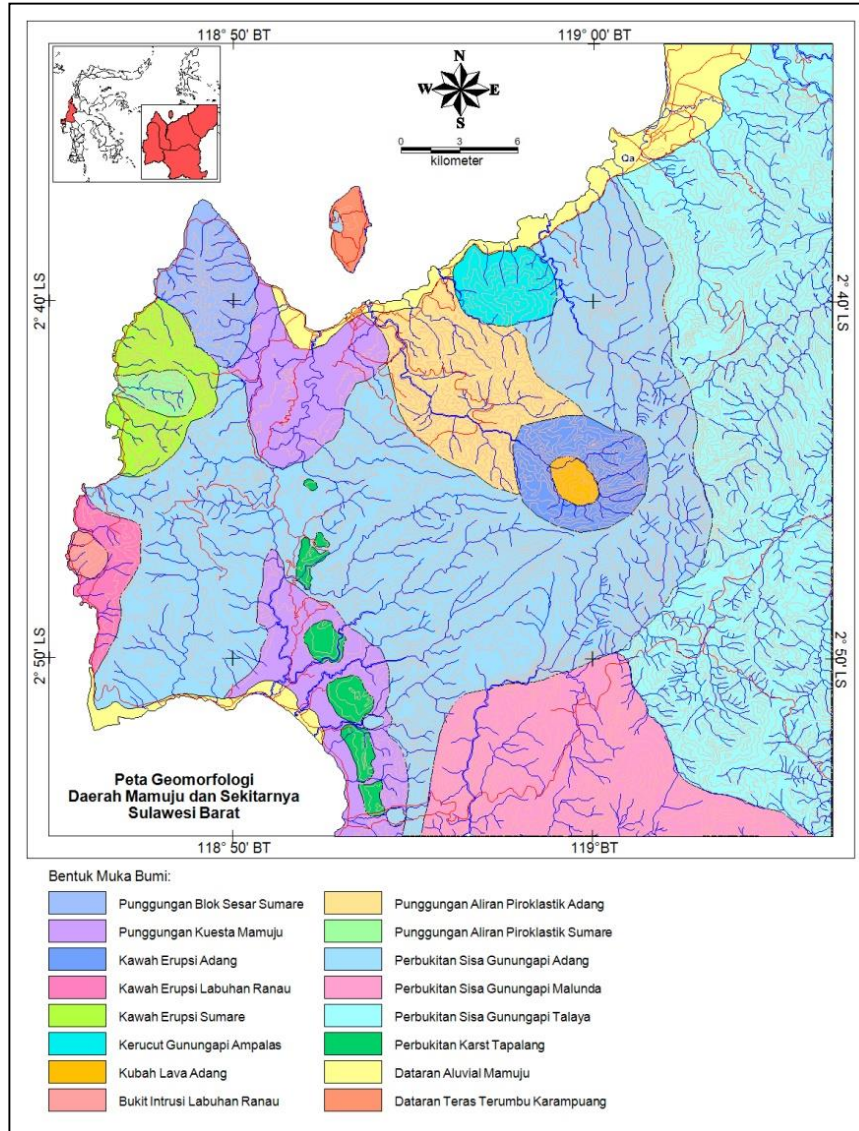 118° 50' BT
119° 00' BT
N
W E
S
0 3 6
kilometer
Qa
2° 40' LS
2° 40' LS
2° 50' LS
2° 50' LS
Peta Geomorfologi
Daerah Mamuju dan Sekitarnya
Sulawesi Barat
118° 50' BT
119° BT
Bentuk Muka Bumi:
Punggungan Blok Sesar Sumare
Punggungan Kuesta Mamuju
Kawah Erupsi Adang
Kawah Erupsi Labuhan Ranau
Kawah Erupsi Sumare
Kerucut Gunungapi Ampalas
Kubah Lava Adang
Bukit Intrusi Labuhan Ranau
Punggungan Aliran Piroklastik Adang
Punggungan Aliran Piroklastik Sumare
Perbukitan Sisa Gunungapi Adang
Perbukitan Sisa Gunungapi Malunda
Perbukitan Sisa Gunungapi Talaya
Perbukitan Karst Tapalang
Dataran Aluvial Mamuju
Dataran Teras Terumbu Karampuang